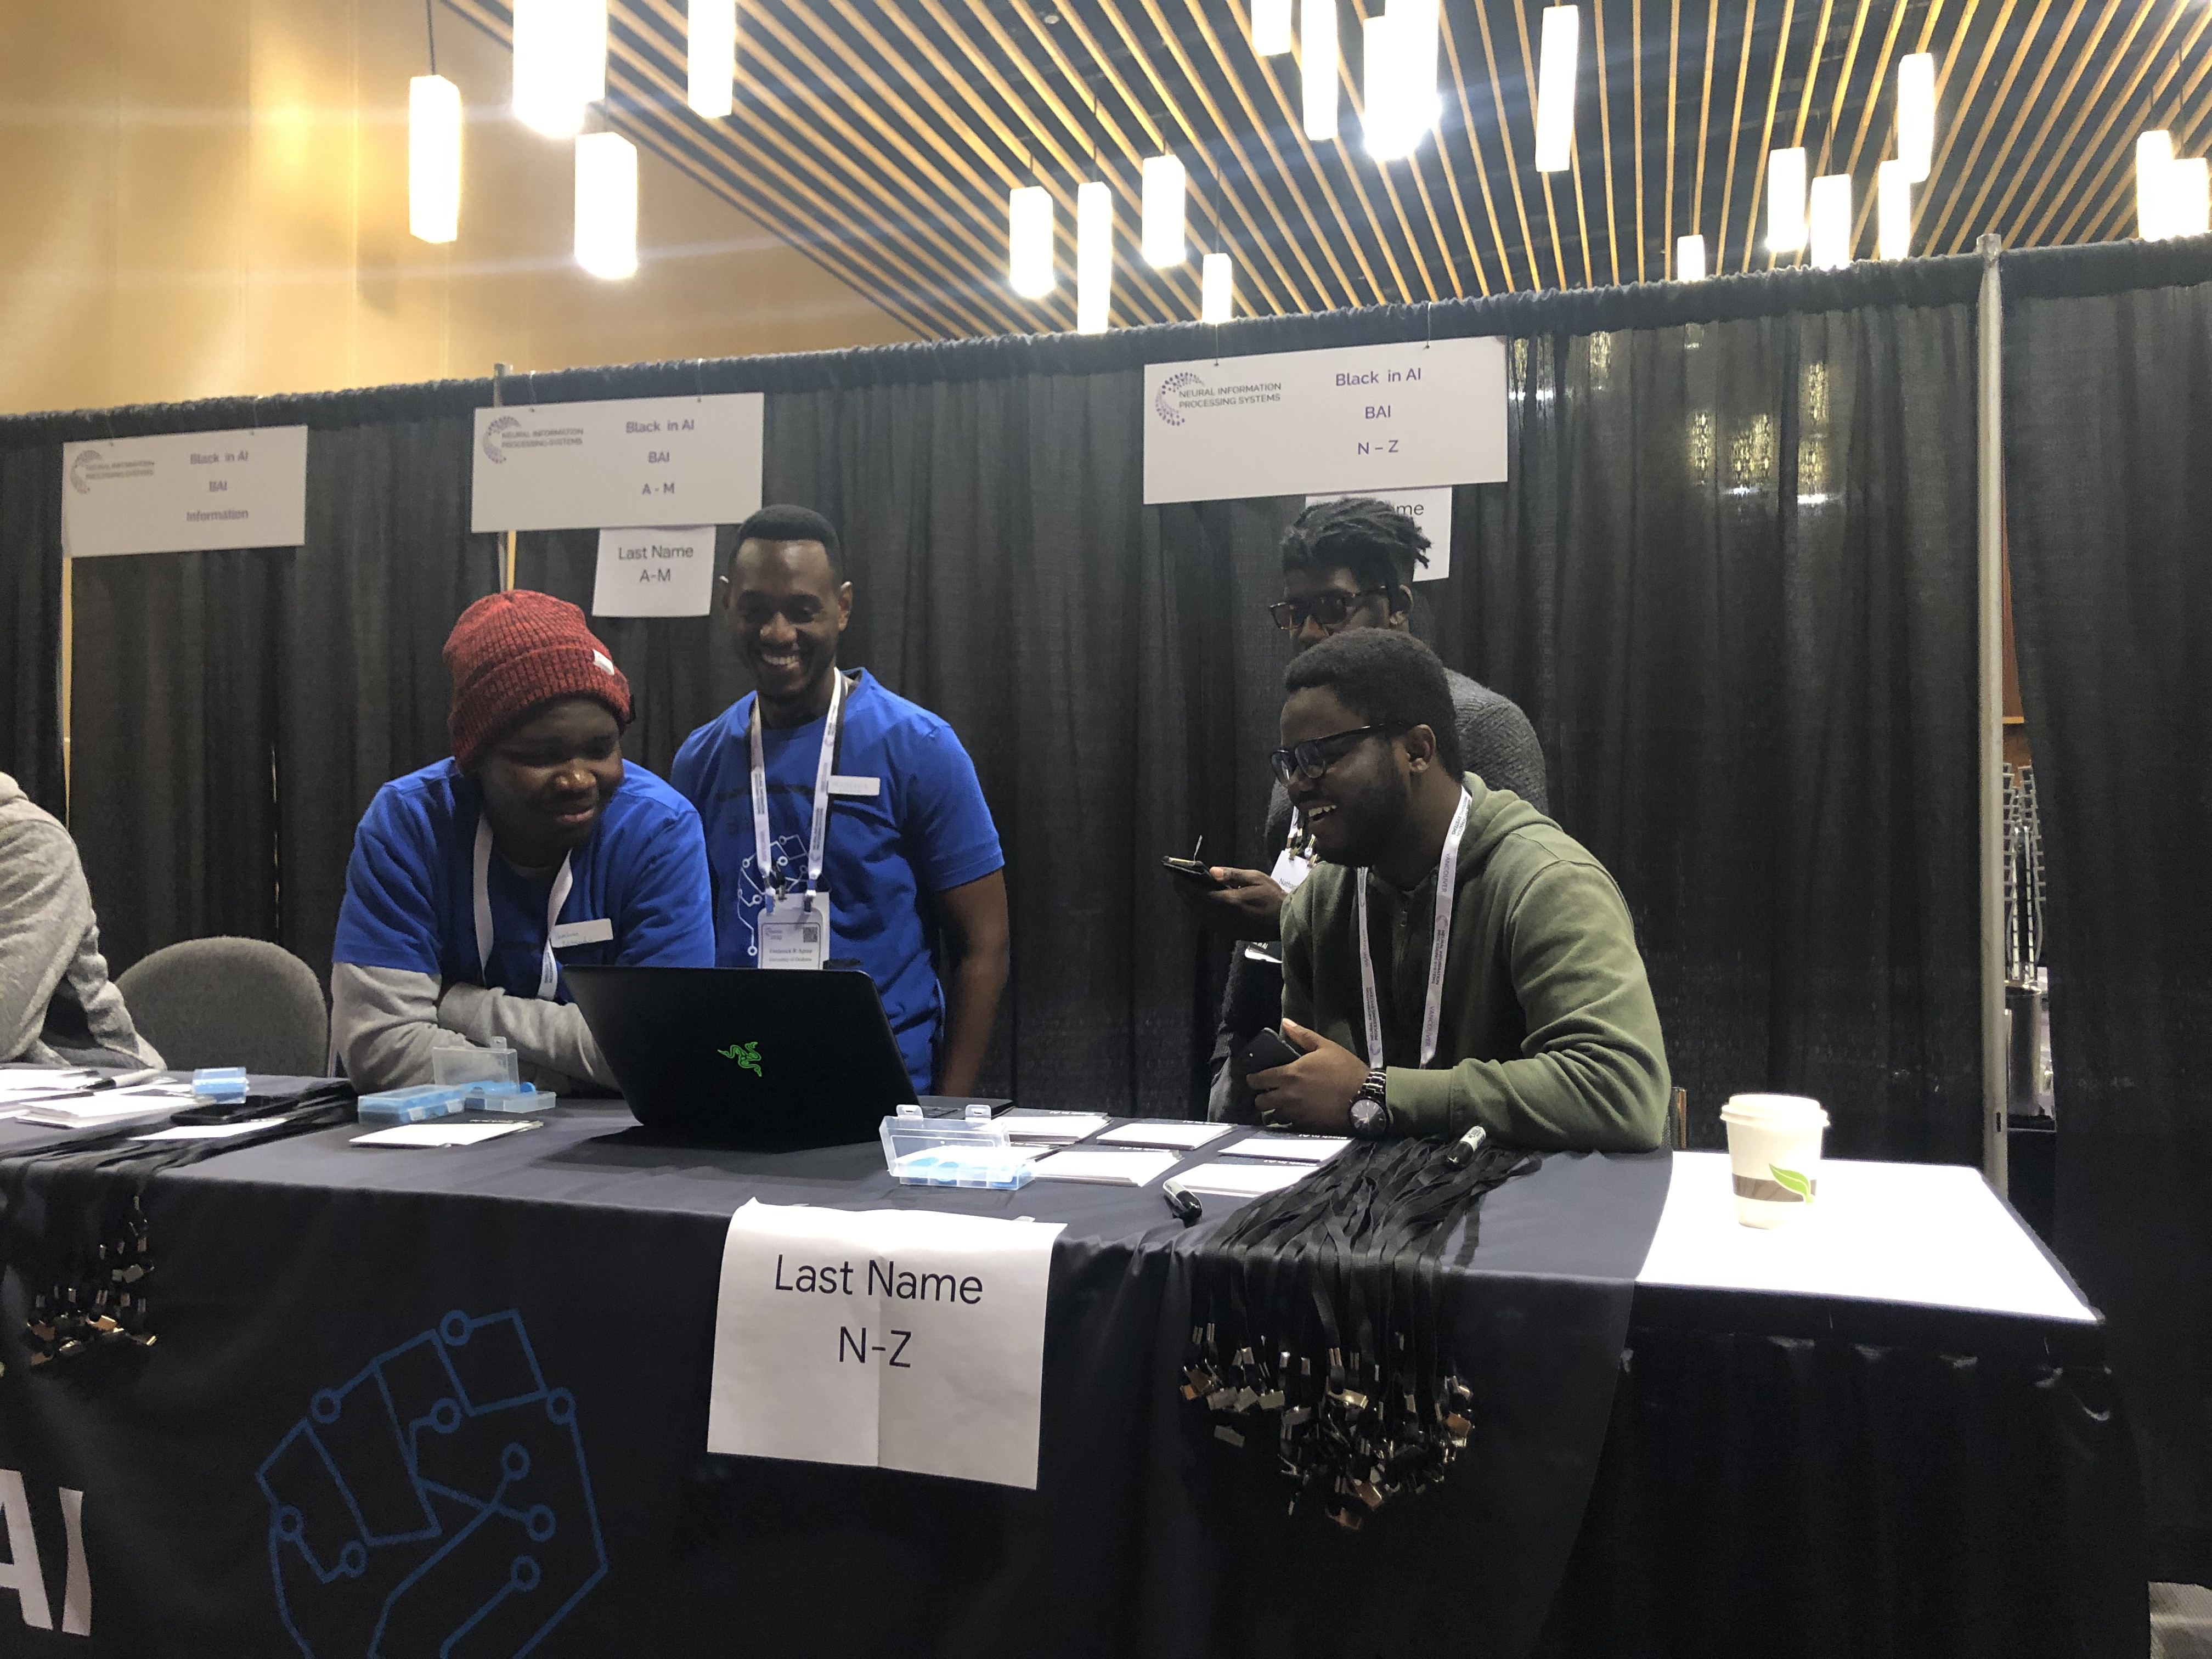 NEURAL INFORMATION
PROCESSING SYSTEMS
Black in AI
BAI
Information
NEURAL INFORMATION
PROCESSING SYSTEMS
Black in AI
BAI
A - M
Last Name
A-M
NEURAL INFORMATION
PROCESSING SYSTEMS
Black in AI
BAI
N – Z
VANCOUVER
Last Name
N-Z
AI